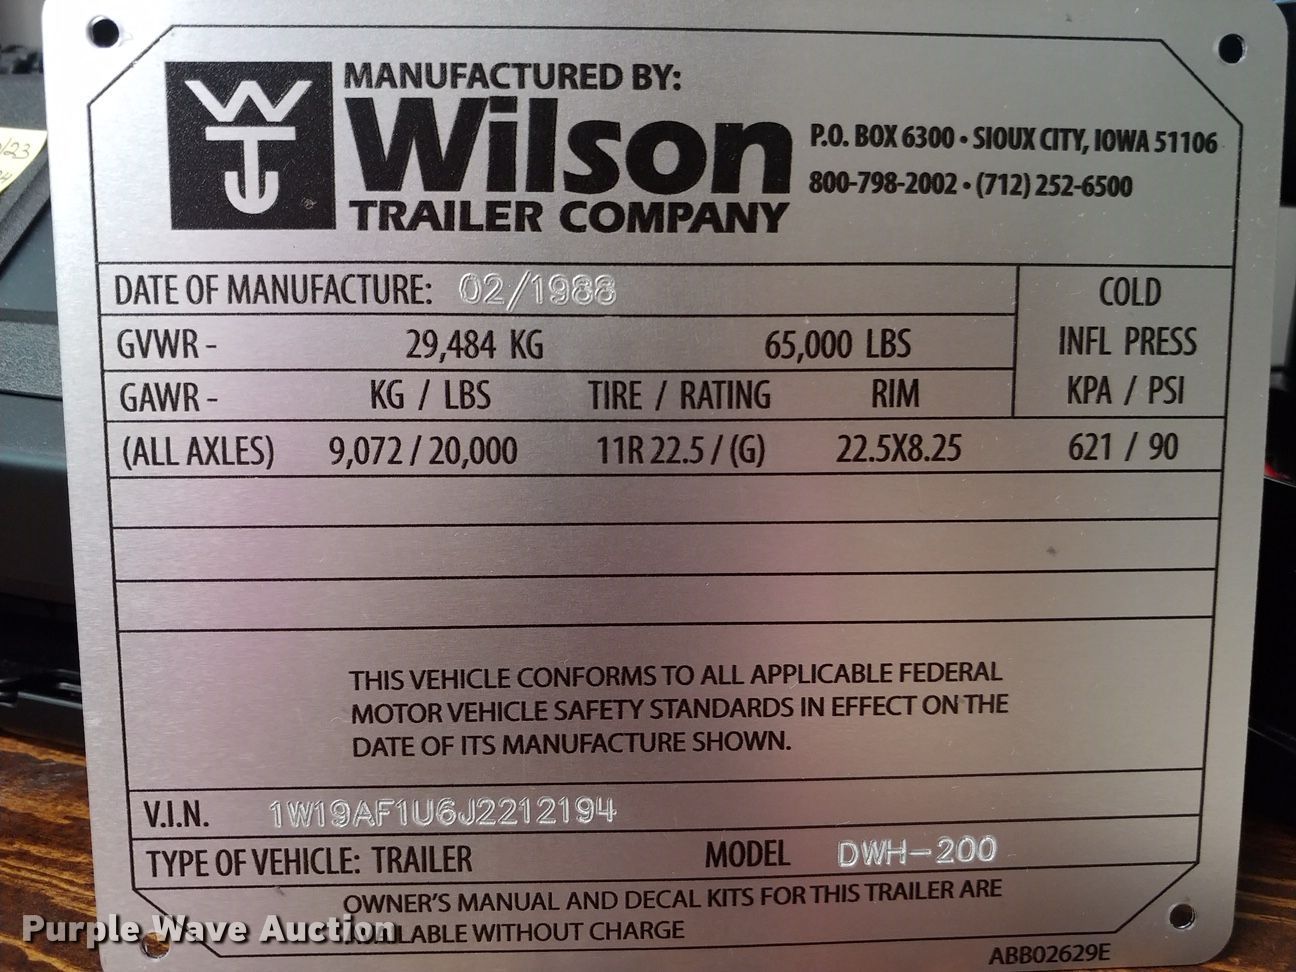 WTJ
MANUFACTURED BY:
Wilson
TRAILER COMPANY
P.O. BOX 6300 • SIOUX CITY, IOWA 51106
800-798-2002 • (712) 252-6500
DATE OF MANUFACTURE: 02/1988
GVWR - 29,484 KG 65,000 LBS
GAWR - KG / LBS TIRE / RATING RIM
COLD
INFL PRESS
KPA / PSI
(ALL AXLES) 9,072 / 20,000 11R 22.5 / (G) 22.5X8.25 621 / 90
THIS VEHICLE CONFORMS TO ALL APPLICABLE FEDERAL
MOTOR VEHICLE SAFETY STANDARDS IN EFFECT ON THE
DATE OF ITS MANUFACTURE SHOWN.
V.I.N. 1W19AF1U6J2212194
TYPE OF VEHICLE: TRAILER MODEL DWH-200
OWNER'S MANUAL AND DECAL KITS FOR THIS TRAILER ARE
AVAILABLE WITHOUT CHARGE
ABB02629E
Purple Wave Auction